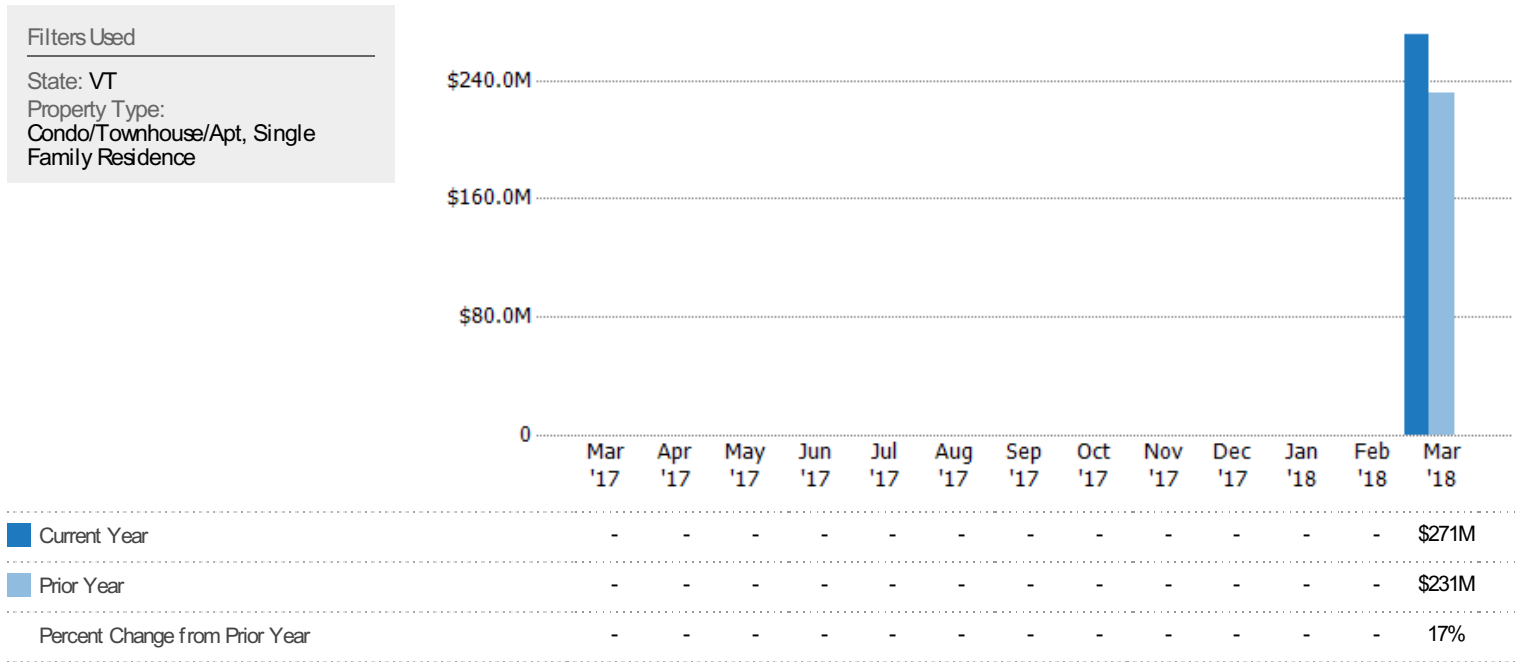 Filters Used
State: VT
Property Type:
Condo/Townhouse/Apt, Single
Family Residence
$240.0M
$160.0M
$80.0M
0
Mar Apr May Jun Jul Aug Sep Oct Nov Dec Jan Feb Mar
'17 '17 '17 '17 '17 '17 '17 '17 '17 '17 '18 '18 '18
Current Year - - - - - - - - - - - - $271M
Prior Year - - - - - - - - - - - - $231M
Percent Change from Prior Year - - - - - - - - - - - - 17%